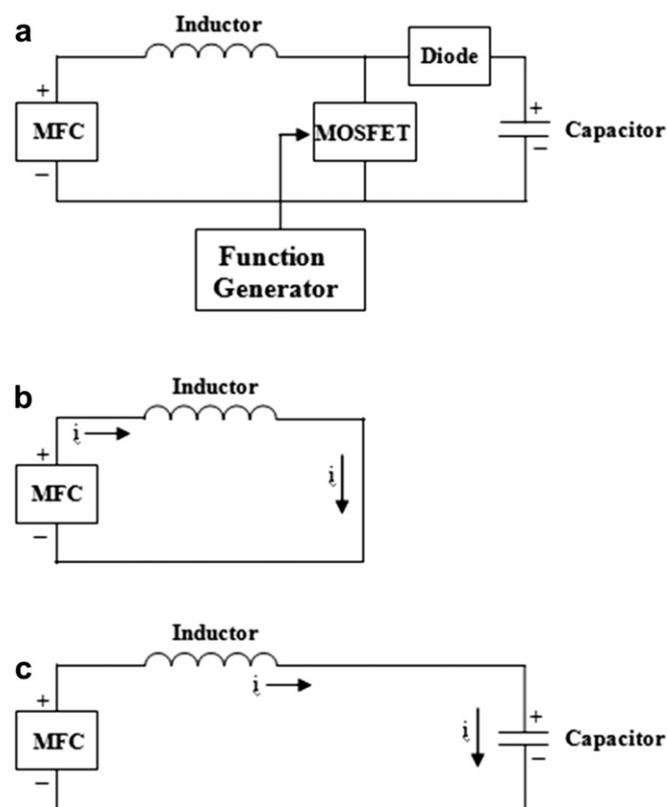 a
Inductor
Diode
+
MFC
−
MOSFET
+
−
Capacitor
Function
Generator
b
Inductor
i
+
MFC
−
i
c
Inductor
i
+
MFC
−
i
+
−
Capacitor